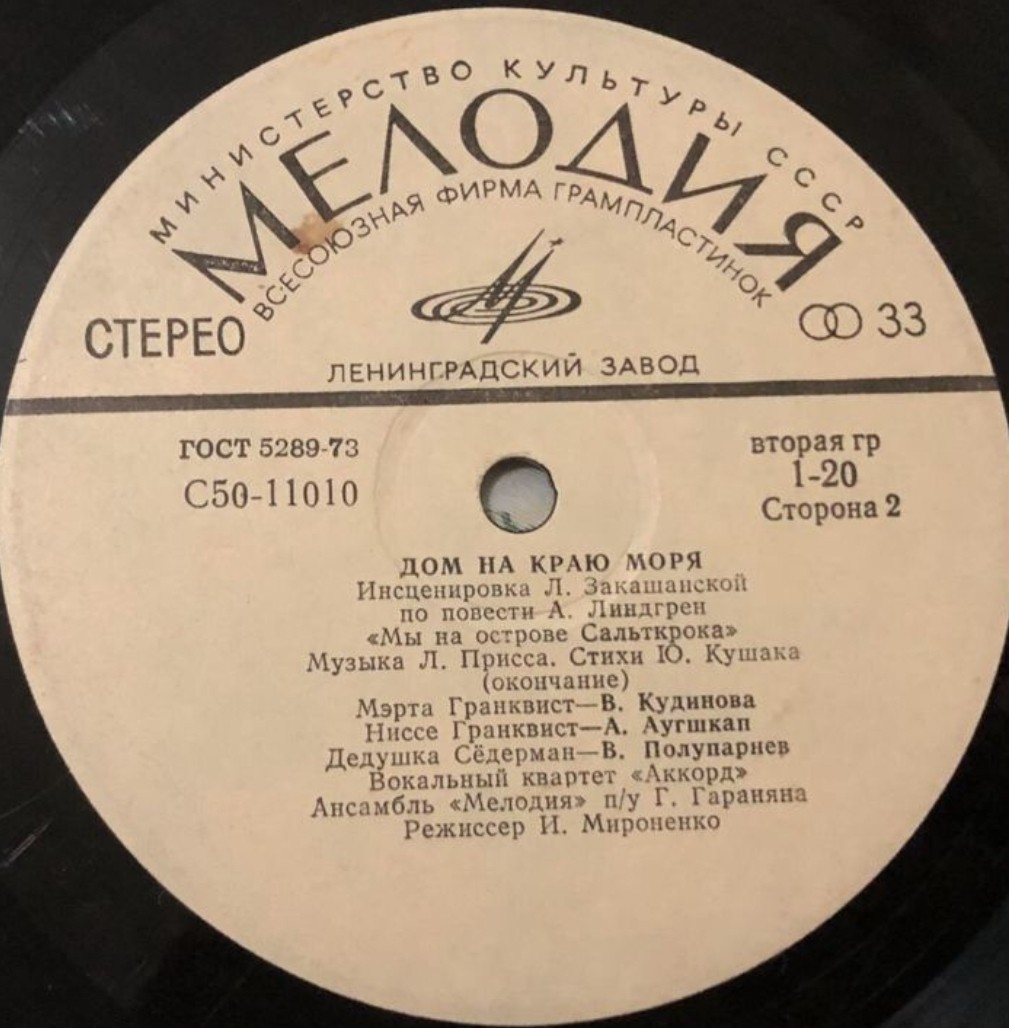 МИНИСТЕРСТВО КУЛЬТУРЫ СССР
МЕЛОДИЯ
ВСЕСОЮЗНАЯ ФИРМА ГРАМПЛАСТИНОК
СТЕРЕО
33
ЛЕНИНГРАДСКИЙ ЗАВОД
ГОСТ 5289-73
С50-11010
вторая гр
1-20
Сторона 2
ДОМ НА КРАЮ МОРЯ
Инсценировка Л. Закашанской
по повести А. Линдгрен
«Мы на острове Сальткрока»
Музыка Л. Присса. Стихи Ю. Кушака
(окончание)
Мэрта Гранквист—В. Кудинова
Ниссе Гранквист—А. Аугшкап
Дедушка Сёдерман—В. Полупарнев
Вокальный квартет «Аккорд»
Ансамбль «Мелодия» п/у Г. Гараняна
Режиссер И. Мироненко